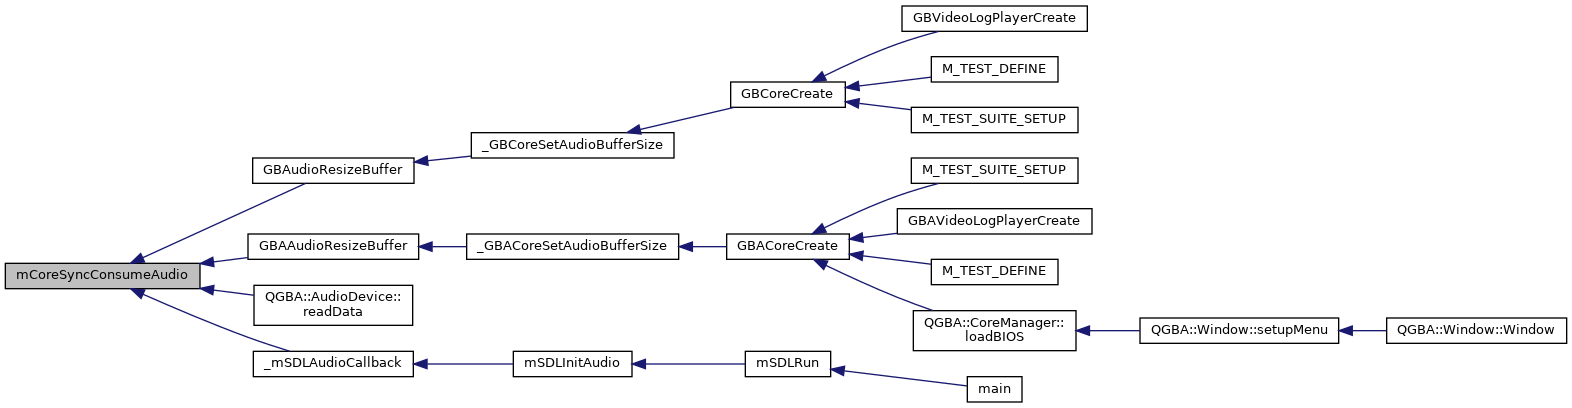 GBVideoLogPlayerCreate
M_TEST_DEFINE
GBCoreCreate
M_TEST_SUITE_SETUP
_GBCoreSetAudioBufferSize
GBAudioResizeBuffer
M_TEST_SUITE_SETUP
GBAVideoLogPlayerCreate
GBAAudioResizeBuffer
_GBACoreSetAudioBufferSize
GBACoreCreate
mCoreSyncConsumeAudio
M_TEST_DEFINE
QGBA::AudioDevice::
readData
QGBA::CoreManager::
loadBIOS
QGBA::Window::setupMenu
QGBA::Window::Window
_mSDLAudioCallback
mSDLInitAudio
mSDLRun
main